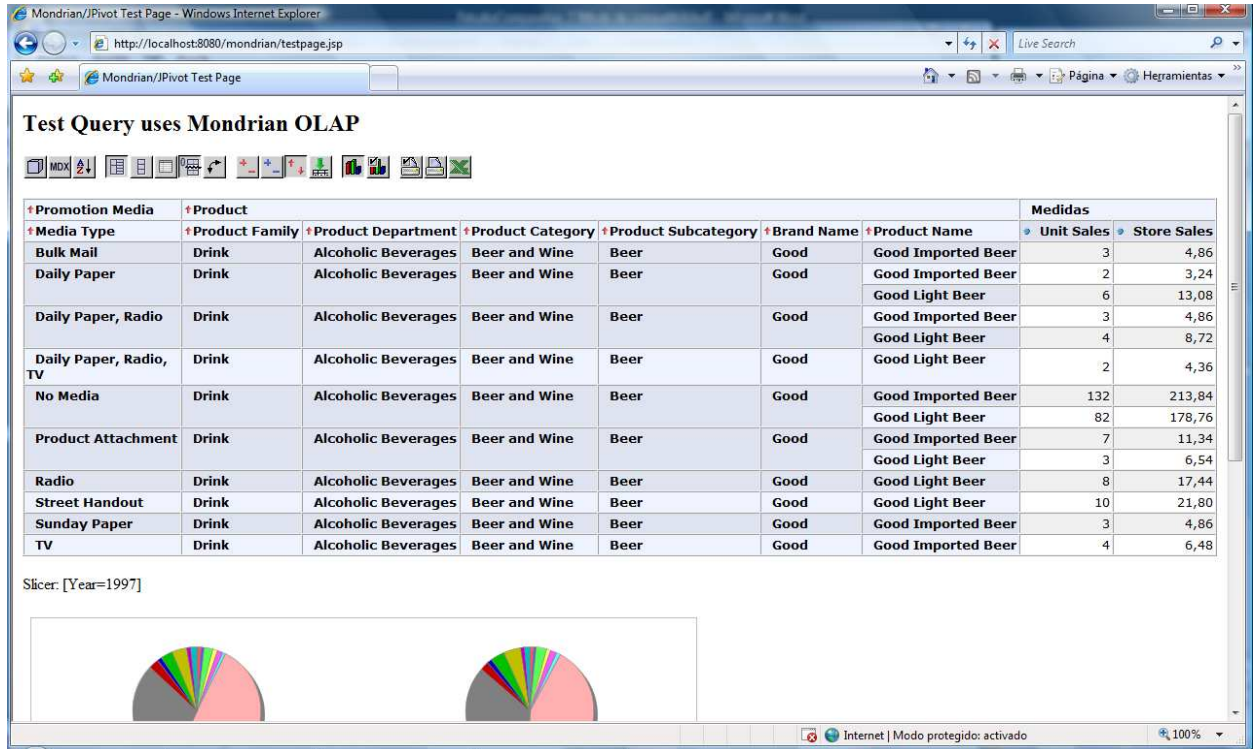 Mondrian/JPivot Test Page - Windows Internet Explorer
http://localhost:8080/mondrian/testpage.jsp
Live Search
Mondrian/JPivot Test Page
Página
Herramientas
Test Query uses Mondrian OLAP
MDX
Promotion Media Product Medidas
Media Type Product Family Product Department Product Category Product Subcategory Brand Name Product Name Unit Sales Store Sales
Bulk Mail Drink Alcoholic Beverages Beer and Wine Beer Good Good Imported Beer 3 4,86
Daily Paper Drink Alcoholic Beverages Beer and Wine Beer Good Good Imported Beer 2 3,24
Good Light Beer 6 13,08
Daily Paper, Radio Drink Alcoholic Beverages Beer and Wine Beer Good Good Imported Beer 3 4,86
Good Light Beer 4 8,72
Daily Paper, Radio, Drink Alcoholic Beverages Beer and Wine Beer Good Good Light Beer 2 4,36
TV
No Media Drink Alcoholic Beverages Beer and Wine Beer Good Good Imported Beer 132 213,84
Good Light Beer 82 178,76
Product Attachment Drink Alcoholic Beverages Beer and Wine Beer Good Good Imported Beer 7 11,34
Good Light Beer 3 6,54
Radio Drink Alcoholic Beverages Beer and Wine Beer Good Good Light Beer 8 17,44
Street Handout Drink Alcoholic Beverages Beer and Wine Beer Good Good Light Beer 10 21,80
Sunday Paper Drink Alcoholic Beverages Beer and Wine Beer Good Good Imported Beer 3 4,86
TV Drink Alcoholic Beverages Beer and Wine Beer Good Good Imported Beer 4 6,48
Slicer: [Year=1997]
Internet | Modo protegido: activado
100%